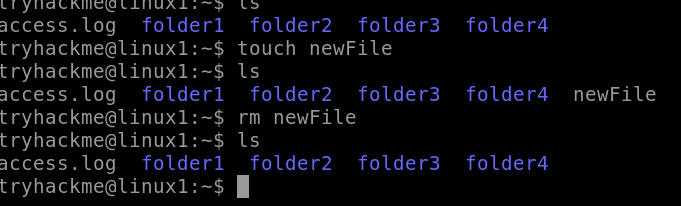 tryhackme@linux1:~$ ls
access.log  folder1  folder2  folder3  folder4
tryhackme@linux1:~$ touch newFile
tryhackme@linux1:~$ ls
access.log  folder1  folder2  folder3  folder4  newFile
tryhackme@linux1:~$ rm newFile
tryhackme@linux1:~$ ls
access.log  folder1  folder2  folder3  folder4
tryhackme@linux1:~$